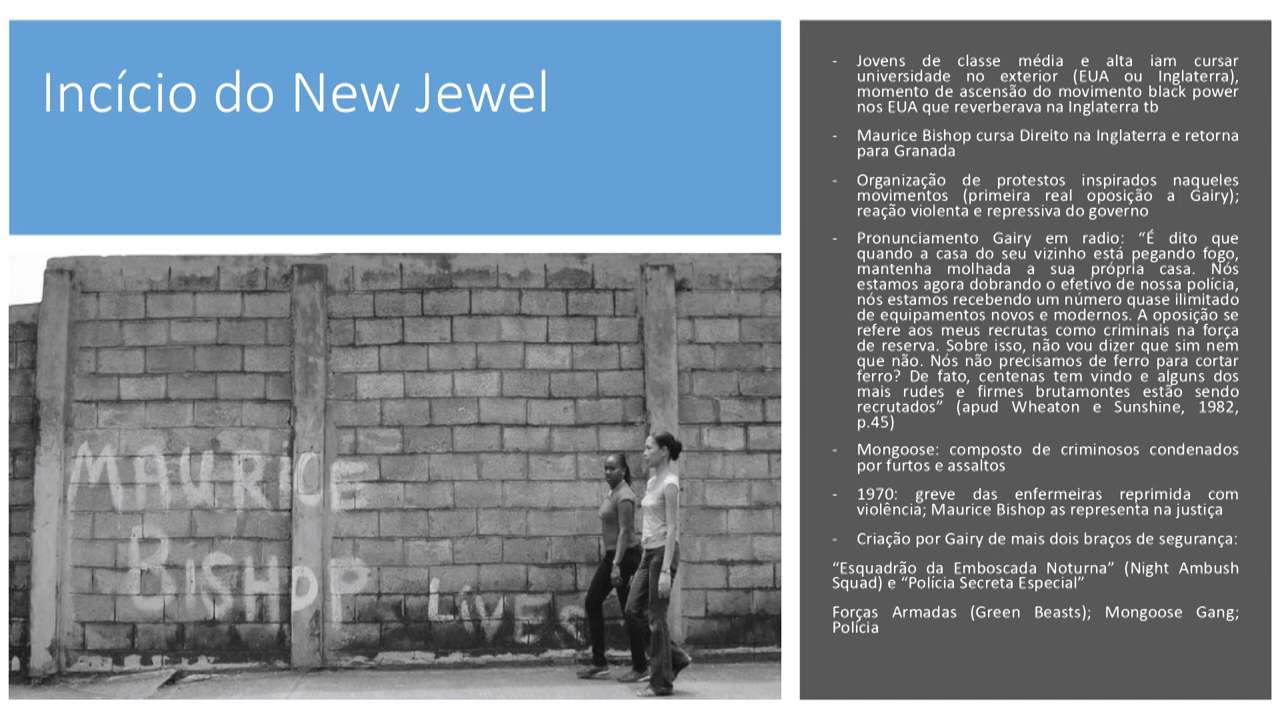 Incício do New Jewel
MAURICE
BISHOP LIVES
- Jovens de classe média e alta iam cursar
universidade no exterior (EUA ou Inglaterra),
momento de ascensão do movimento black power
nos EUA que reverberava na Inglaterra tb
- Maurice Bishop cursa Direito na Inglaterra e retorna
para Granada
- Organização de protestos inspirados naqueles
movimentos (primeira real oposição a Gairy);
reação violenta e repressiva do governo
- Pronunciamento Gairy em radio: “É dito que
quando a casa do seu vizinho está pegando fogo,
mantenha molhada a sua própria casa. Nós
estamos agora dobrando o efetivo de nossa polícia,
nós estamos recebendo um número quase ilimitado
de equipamentos novos e modernos. A oposição se
refere aos meus recrutas como criminais na força
de reserva. Sobre isso, não vou dizer que sim nem
que não. Nós não precisamos de ferro para cortar
ferro? De fato, centenas tem vindo e alguns dos
mais rudes e firmes brutamontes estão sendo
recrutados” (apud Wheaton e Sunshine, 1982,
p.45)
- Mongoose: composto de criminosos condenados
por furtos e assaltos
- 1970: greve das enfermeiras reprimida com
violência; Maurice Bishop as representa na justiça
- Criação por Gairy de mais dois braços de segurança:
“Esquadrão da Emboscada Noturna” (Night Ambush
Squad) e “Polícia Secreta Especial”
Forças Armadas (Green Beasts); Mongoose Gang;
Polícia